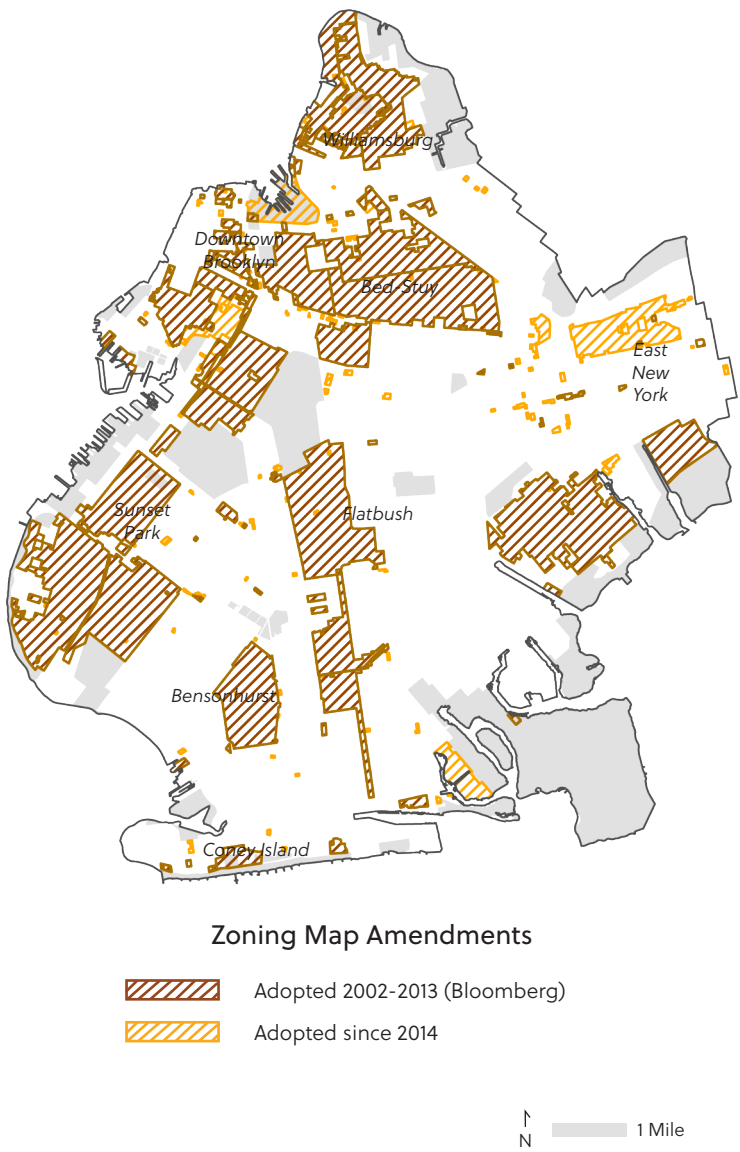 Williamsburg
Downtown
Brooklyn
Bed-Stuy
East
New
York
Sunset
Park
Flatbush
Bensonhurst
Coney Island
Zoning Map Amendments
Adopted 2002-2013 (Bloomberg)
Adopted since 2014
N
1 Mile